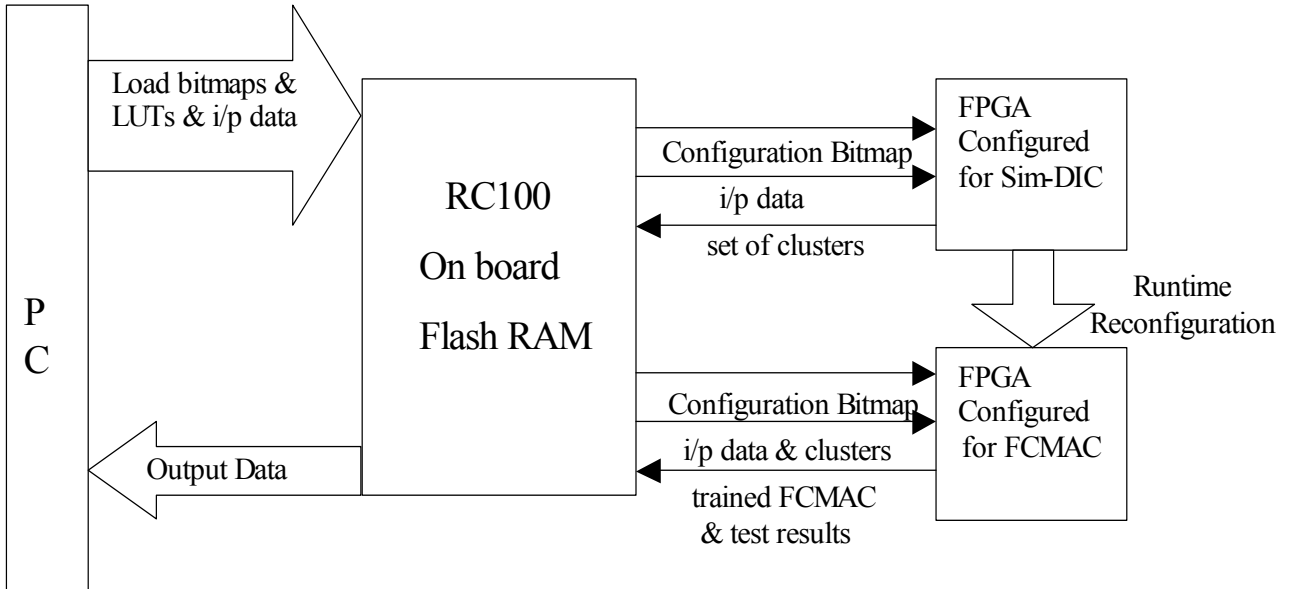 P
C
Load bitmaps &
LUTs & i/p data
RC100
On board
Flash RAM
Configuration Bitmap
i/p data
set of clusters
FPGA
Configured
for Sim-DIC
Runtime
Reconfiguration
Configuration Bitmap
i/p data & clusters
trained FCMAC
& test results
FPGA
Configured
for FCMAC
Output Data